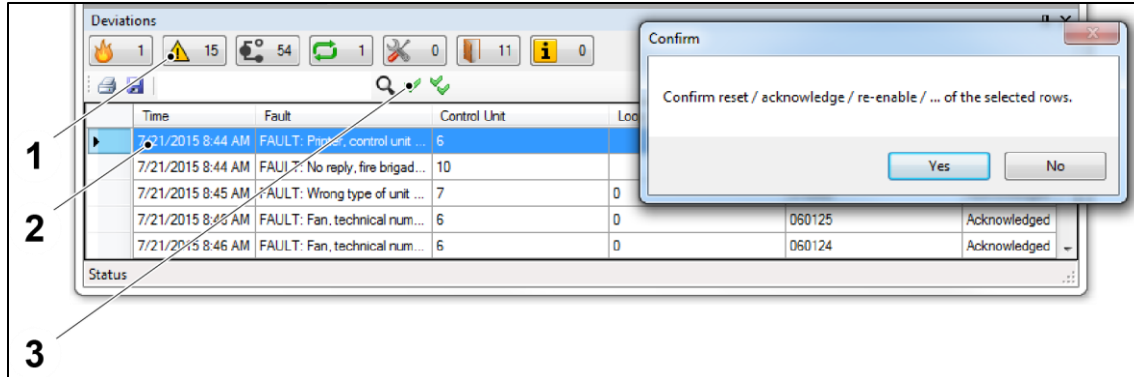 Deviations
1 15 54 1 0 11 i 0
Confirm
Confirm reset / acknowledge / re-enable / ... of the selected rows.
Yes No
Time Fault Control Unit Loo
7/21/2015 8:44 AM FAULT: Printer, control unit ... 6
7/21/2015 8:44 AM FAULT: No reply, fire brigad... 10
7/21/2015 8:45 AM FAULT: Wrong type of unit ... 7 0
7/21/2015 8:46 AM FAULT: Fan, technical num... 6 0 060125 Acknowledged
7/21/2015 8:46 AM FAULT: Fan, technical num... 6 0 060124 Acknowledged
Status
1
2
3